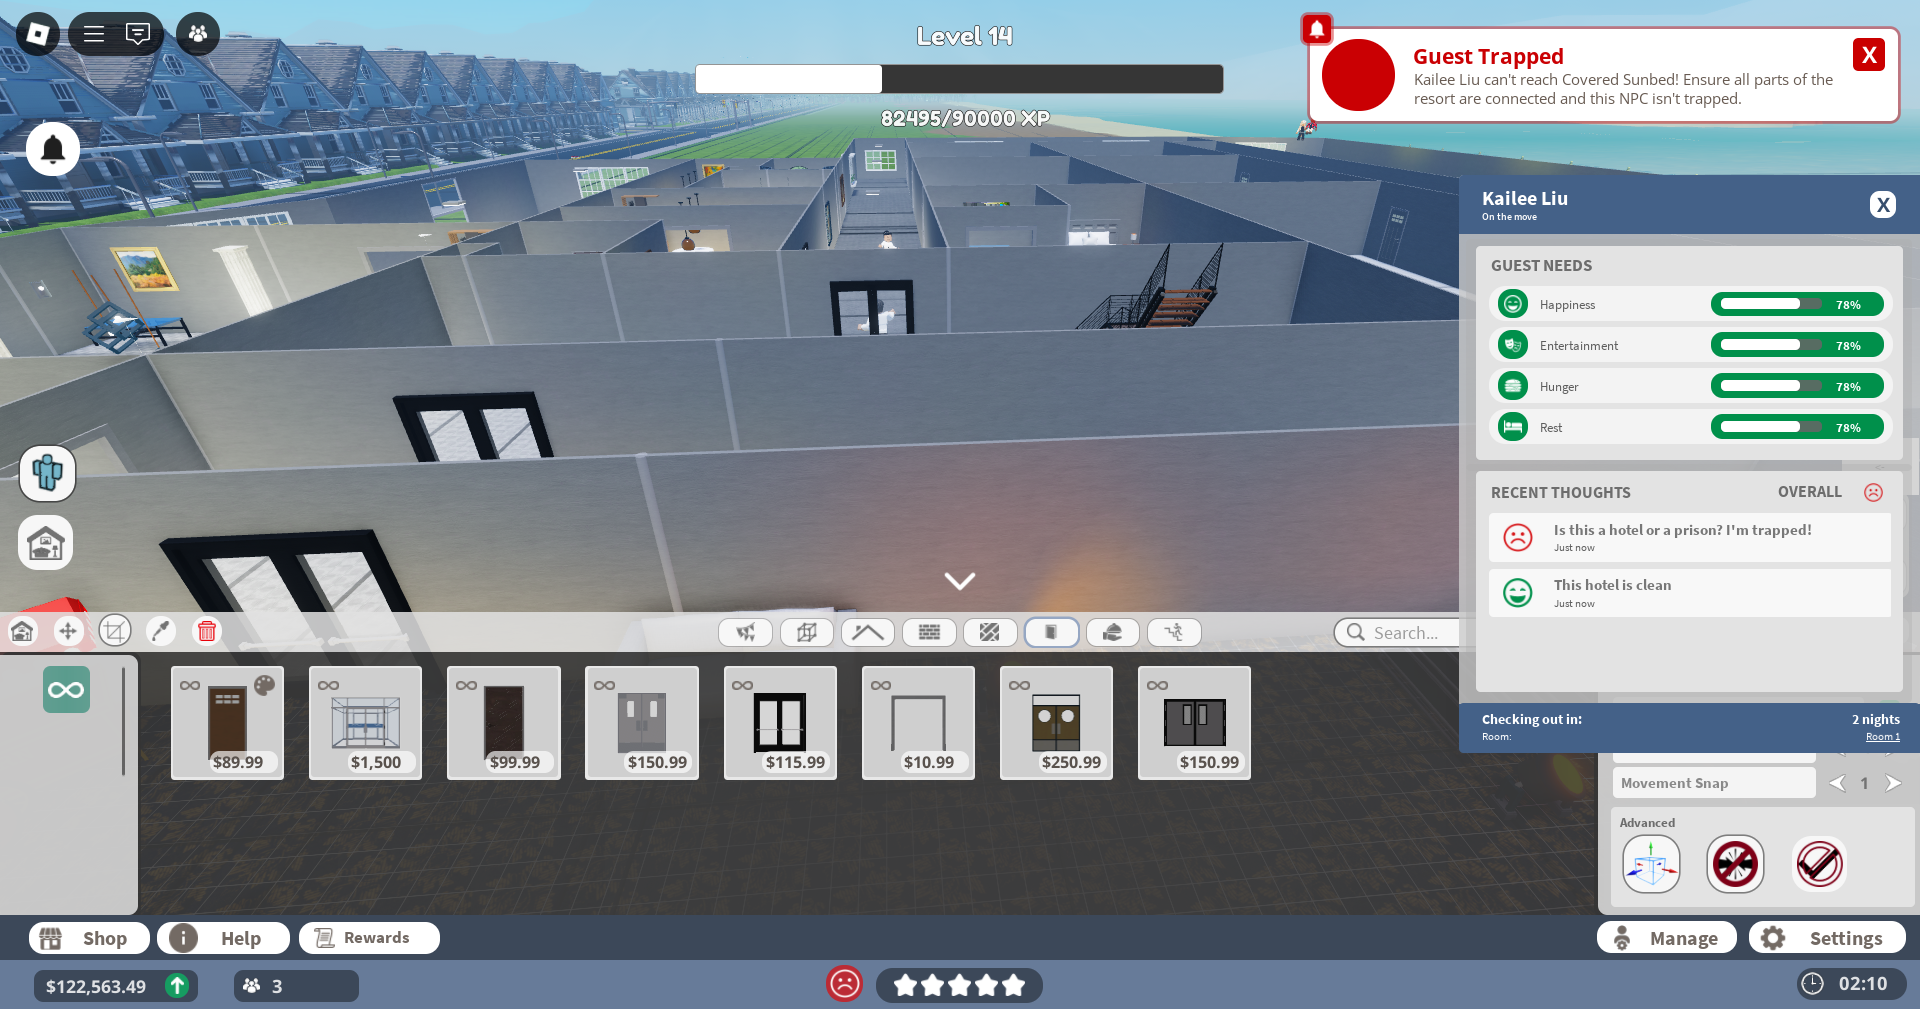 Level 14
82495/90000 XP
Guest Trapped
X
Kailee Liu can't reach Covered Sunbed! Ensure all parts of the
resort are connected and this NPC isn't trapped.
Kailee Liu
On the move
X
GUEST NEEDS
Happiness 78%
Entertainment 78%
Hunger 78%
Rest 78%
RECENT THOUGHTS OVERALL
Is this a hotel or a prison? I'm trapped!
Just now
This hotel is clean
Just now
Checking out in: 2 nights
Room: Room 1
Search...
$89.99
$1,500
$99.99
$150.99
$115.99
$10.99
$250.99
$150.99
Movement Snap 1
Advanced
Shop
Help
Rewards
Manage
Settings
$122,563.49
3
02:10